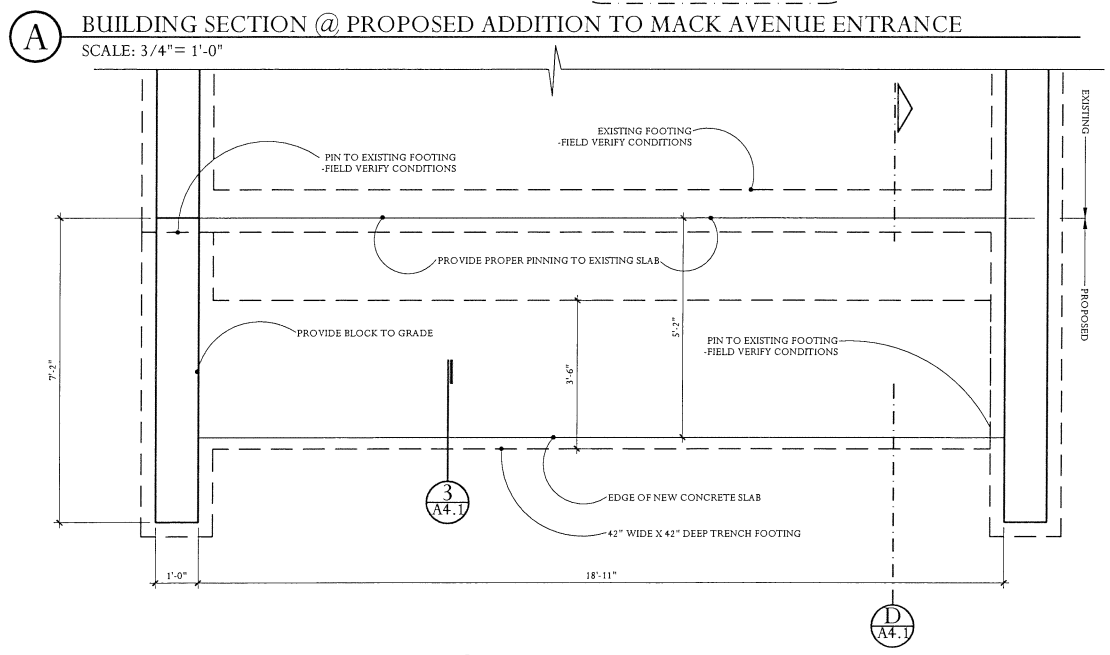 A
BUILDING SECTION @ PROPOSED ADDITION TO MACK AVENUE ENTRANCE
SCALE: 3/4"= 1'-0"
EXISTING
EXISTING FOOTING
-FIELD VERIFY CONDITIONS
PIN TO EXISTING FOOTING
-FIELD VERIFY CONDITIONS
PROVIDE PROPER PINNING TO EXISTING SLAB
PROPOSED
PROVIDE BLOCK TO GRADE
5'-2"
PIN TO EXISTING FOOTING
-FIELD VERIFY CONDITIONS
7'-2"
3'-6"
3
A4.1
EDGE OF NEW CONCRETE SLAB
42" WIDE X 42" DEEP TRENCH FOOTING
1'-0"
18'-11"
D
A4.1